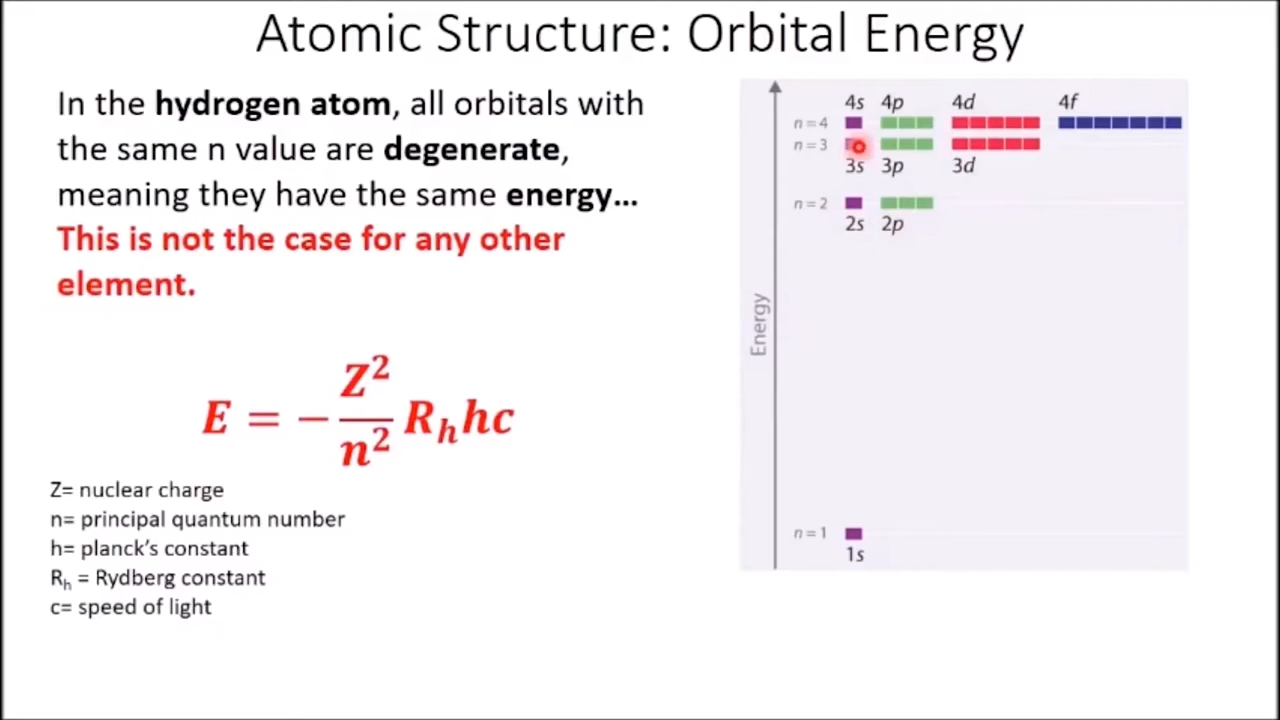 Atomic Structure: Orbital Energy
In the hydrogen atom, all orbitals with
the same n value are degenerate,
meaning they have the same energy...
This is not the case for any other
element.
E = − Z²/n² Rₕhc
Z= nuclear charge
n= principal quantum number
h= planck's constant
Rₕ = Rydberg constant
c= speed of light
Energy
4s 4p 4d 4f
n = 4
n = 3
3s 3p 3d
n = 2
2s 2p
n = 1
1s